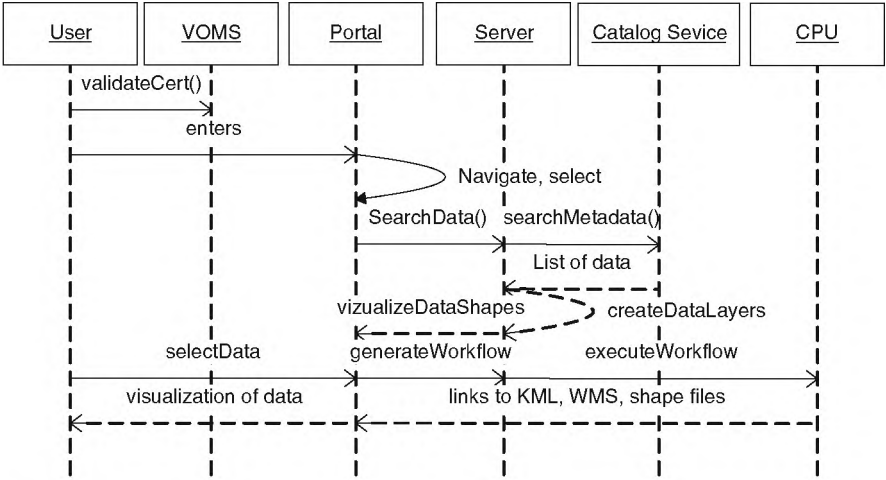 User VOMS Portal Server Catalog Sevice CPU
validateCert()
enters
Navigate, select
SearchData() searchMetadata()
List of data
vizualizeDataShapes createDataLayers
selectData generateWorkflow executeWorkflow
visualization of data links to KML, WMS, shape files